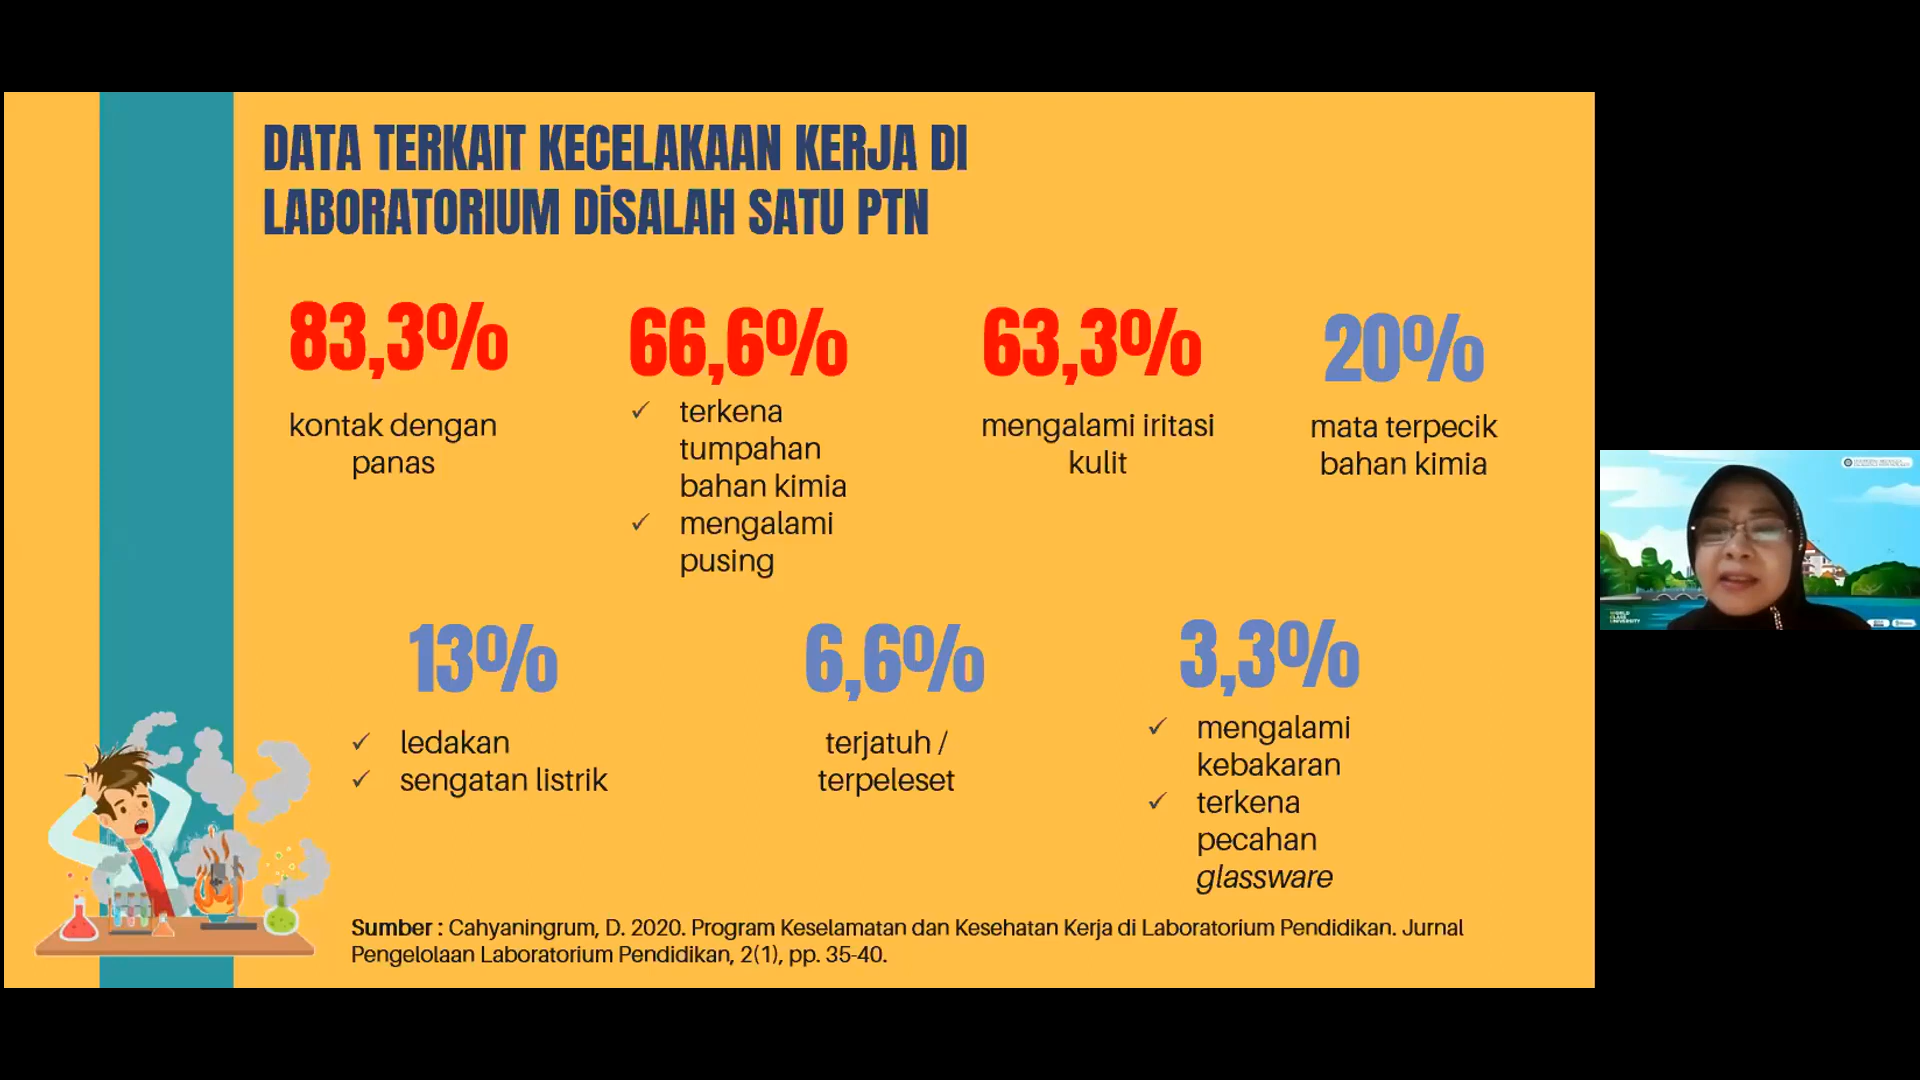 DATA TERKAIT KECELAKAAN KERJA DI
LABORATORIUM DiSALAH SATU PTN
83,3%
kontak dengan
panas
66,6%
✓ terkena
tumpahan
bahan kimia
✓ mengalami
pusing
63,3%
mengalami iritasi
kulit
20%
mata terpecik
bahan kimia
13%
✓ ledakan
✓ sengatan listrik
6,6%
terjatuh /
terpeleset
3,3%
✓ mengalami
kebakaran
✓ terkena
pecahan
glassware
Sumber : Cahyaningrum, D. 2020. Program Keselamatan dan Kesehatan Kerja di Laboratorium Pendidikan. Jurnal
Pengelolaan Laboratorium Pendidikan, 2(1), pp. 35-40.
WORLD
CLASS
UNIVERSITY